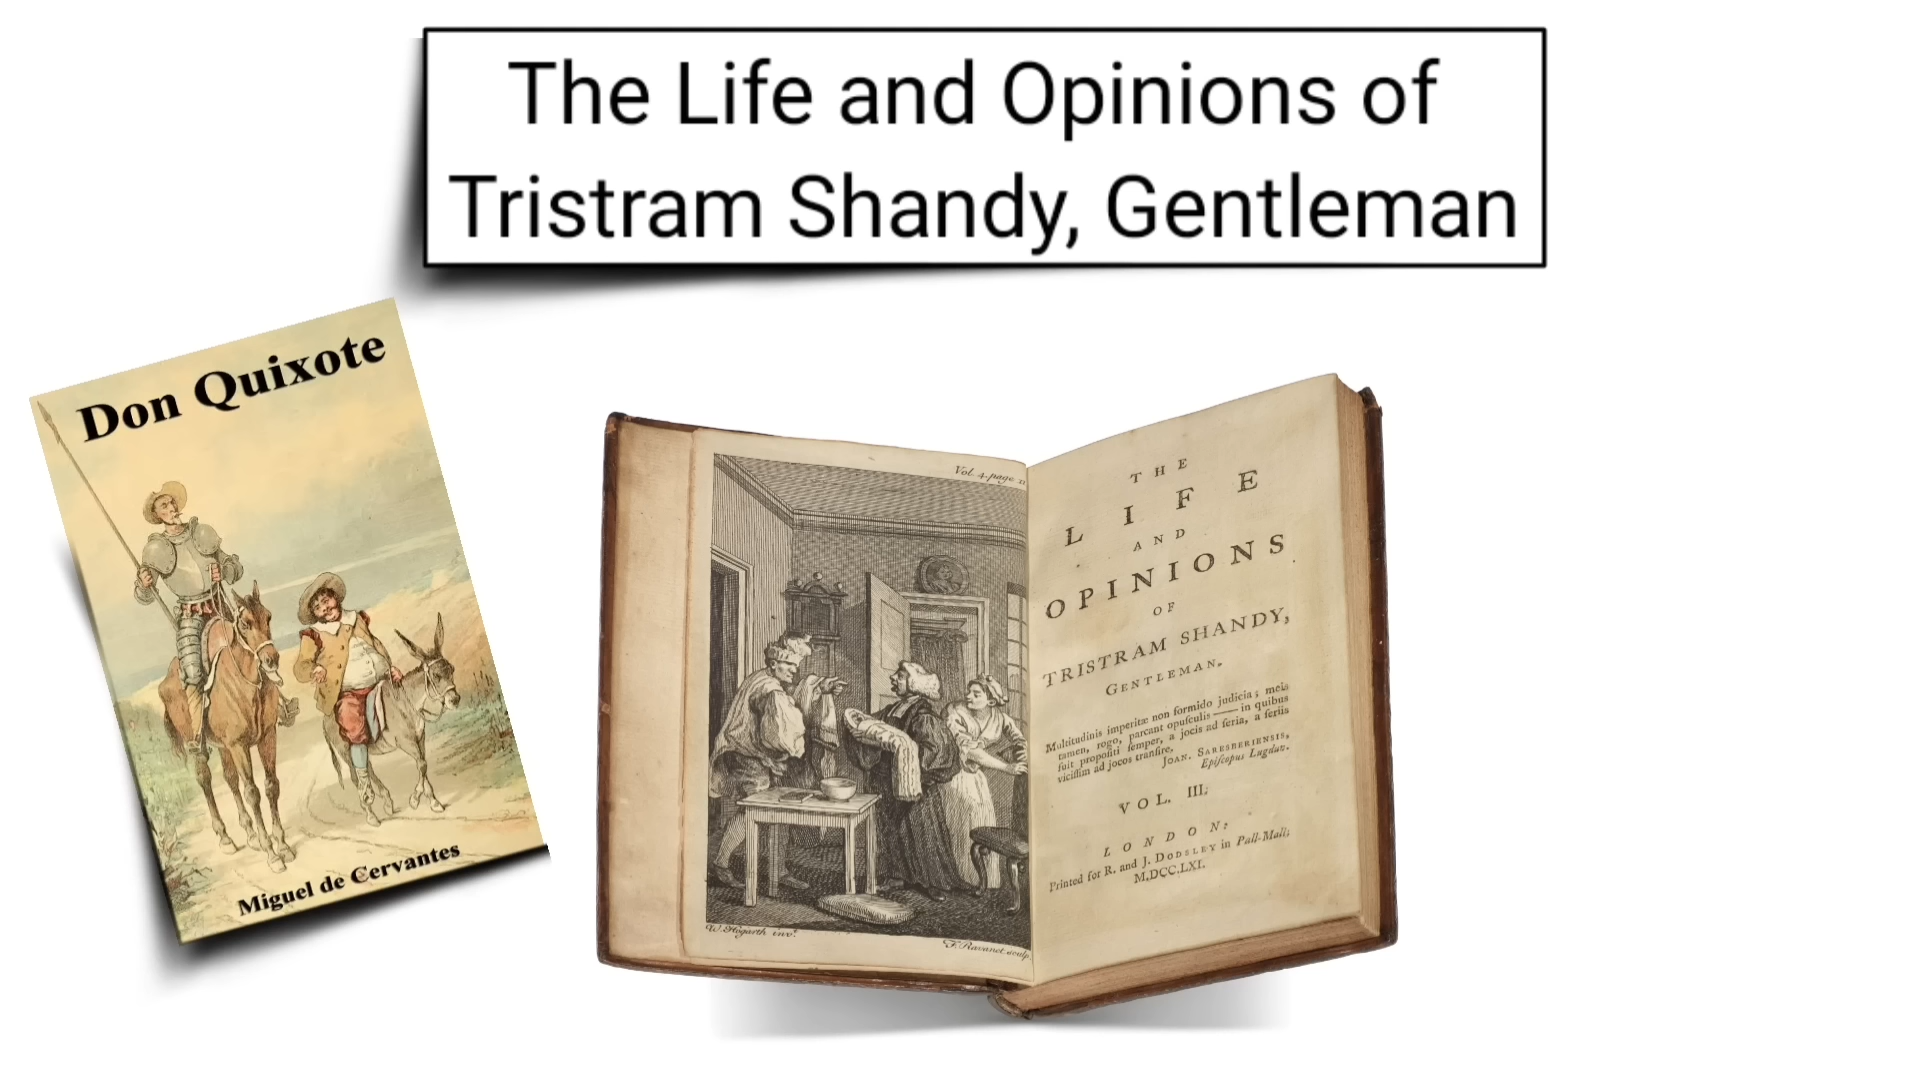 The Life and Opinions of
Tristram Shandy, Gentleman
Don Quixote
Miguel de Cervantes
Vol. 4. page
W. Hogarth invt.
F. Ravenet sculp.
THE
LIFE
AND
OPINIONS
OF
TRISTRAM SHANDY,
GENTLEMAN.
Multitudinis imperitæ non formido judicia; meis
tamen, rogo, parcant opusculis —— in quibus
fuit propositi semper, a jocis ad seria, a seriis
vicissim ad jocos transire.
JOAN. SARESBERIENSIS,
Episcopus Lugdun.
VOL. III.
LONDON:
Printed for R. and J. DODSLEY in Pall-Mall;
M,DCC,LXI.